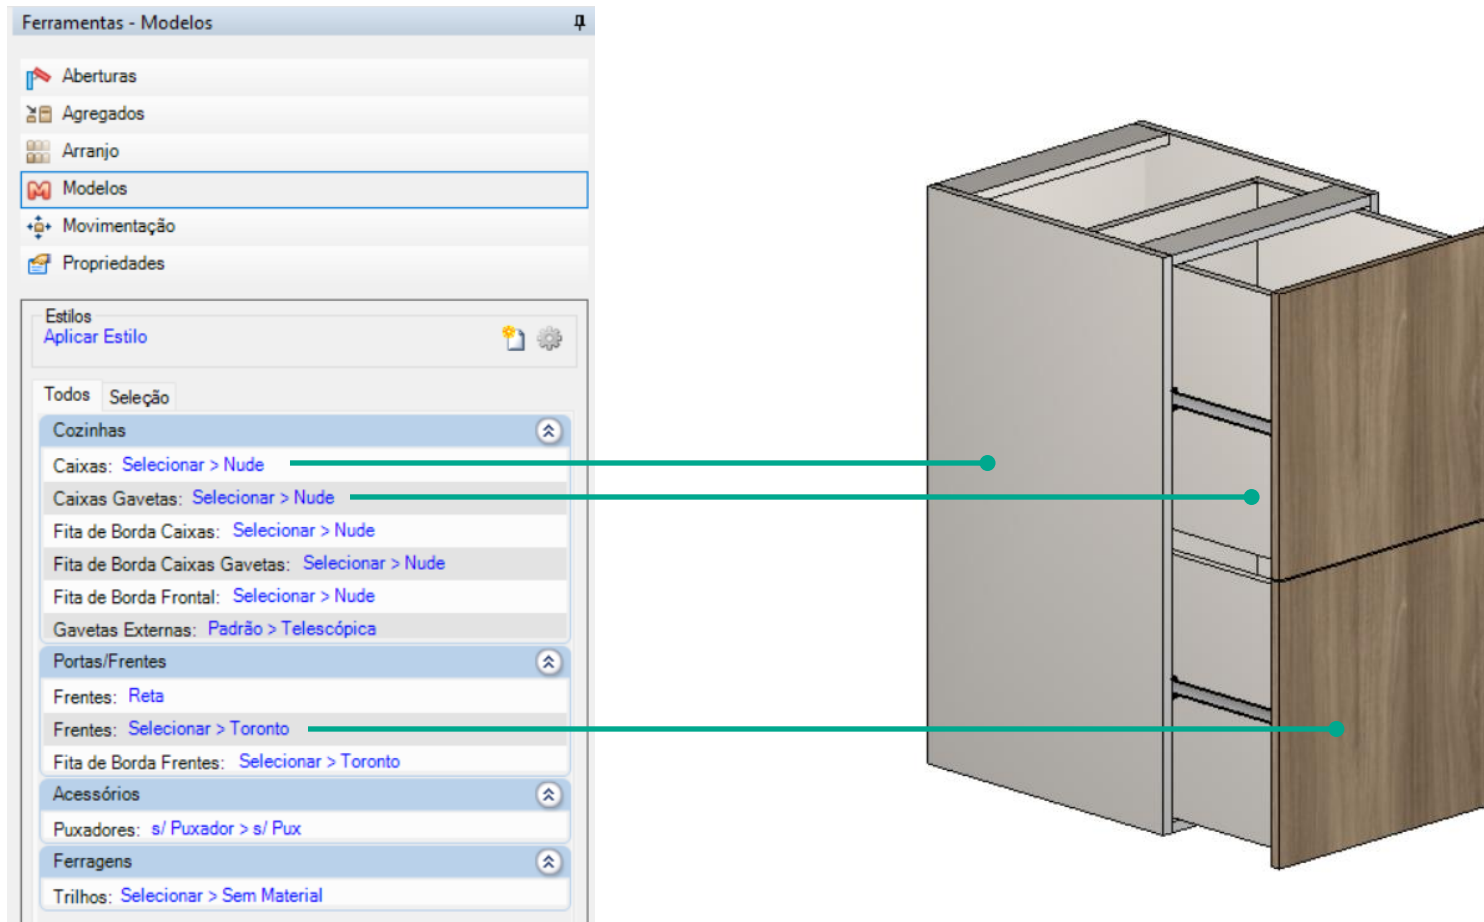 Ferramentas - Modelos
Aberturas
Agregados
Arranjo
Modelos
Movimentação
Propriedades
Estilos
Aplicar Estilo
Todos Seleção
Cozinhas
Caixas: Selecionar > Nude
Caixas Gavetas: Selecionar > Nude
Fita de Borda Caixas: Selecionar > Nude
Fita de Borda Caixas Gavetas: Selecionar > Nude
Fita de Borda Frontal: Selecionar > Nude
Gavetas Externas: Padrão > Telescópica
Portas/Frentes
Frentes: Reta
Frentes: Selecionar > Toronto
Fita de Borda Frentes: Selecionar > Toronto
Acessórios
Puxadores: s/ Puxador > s/ Pux
Ferragens
Trilhos: Selecionar > Sem Material